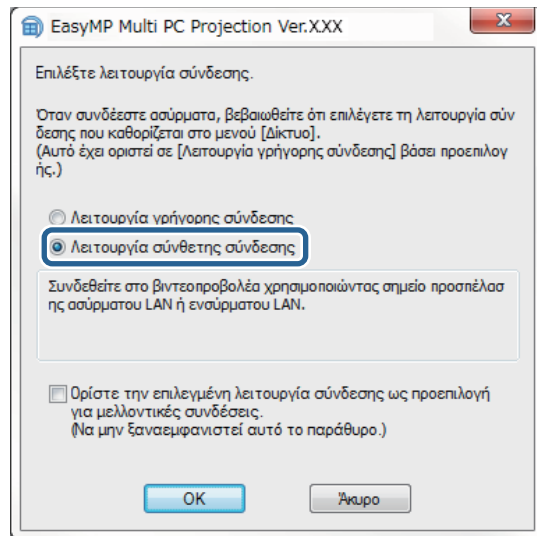 EasyMP Multi PC Projection Ver.XXX
Επιλέξτε λειτουργία σύνδεσης.
Όταν συνδέεστε ασύρματα, βεβαιωθείτε ότι επιλέγετε τη λειτουργία σύν
δεσης που καθορίζεται στο μενού [Δίκτυο].
(Αυτό έχει οριστεί σε [Λειτουργία γρήγορης σύνδεσης] βάσει προεπιλογ
ής.)
Λειτουργία γρήγορης σύνδεσης
Λειτουργία σύνθετης σύνδεσης
Συνδεθείτε στο βιντεοπροβολέα χρησιμοποιώντας σημείο προσπέλασ
ης ασύρματου LAN ή ενσύρματου LAN.
Ορίστε την επιλεγμένη λειτουργία σύνδεσης ως προεπιλογή
για μελλοντικές συνδέσεις.
(Να μην ξαναεμφανιστεί αυτό το παράθυρο.)
OK Άκυρο